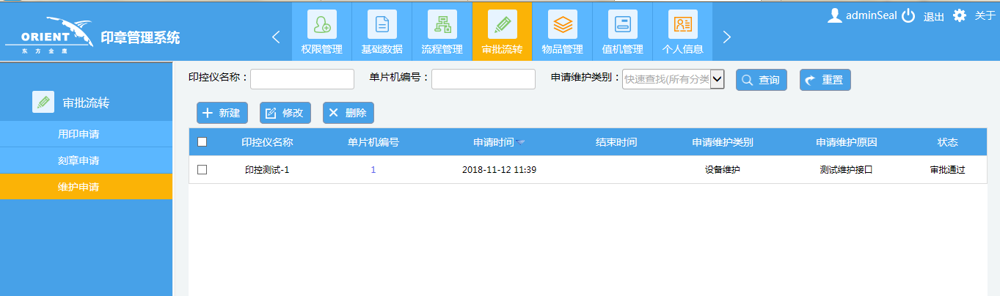 ORIENT
东方金鹰
印章管理系统
权限管理
基础数据
流程管理
审批流转
物品管理
值机管理
个人信息
adminSeal
退出
关于
审批流转
用印申请
刻章申请
维护申请
印控仪名称：
单片机编号：
申请维护类别：
快速查找(所有分类
查询
重置
新建
修改
删除
印控仪名称 单片机编号 申请时间 结束时间 申请维护类别 申请维护原因 状态
印控测试-1 1 2018-11-12 11:39 设备维护 测试维护接口 审批通过